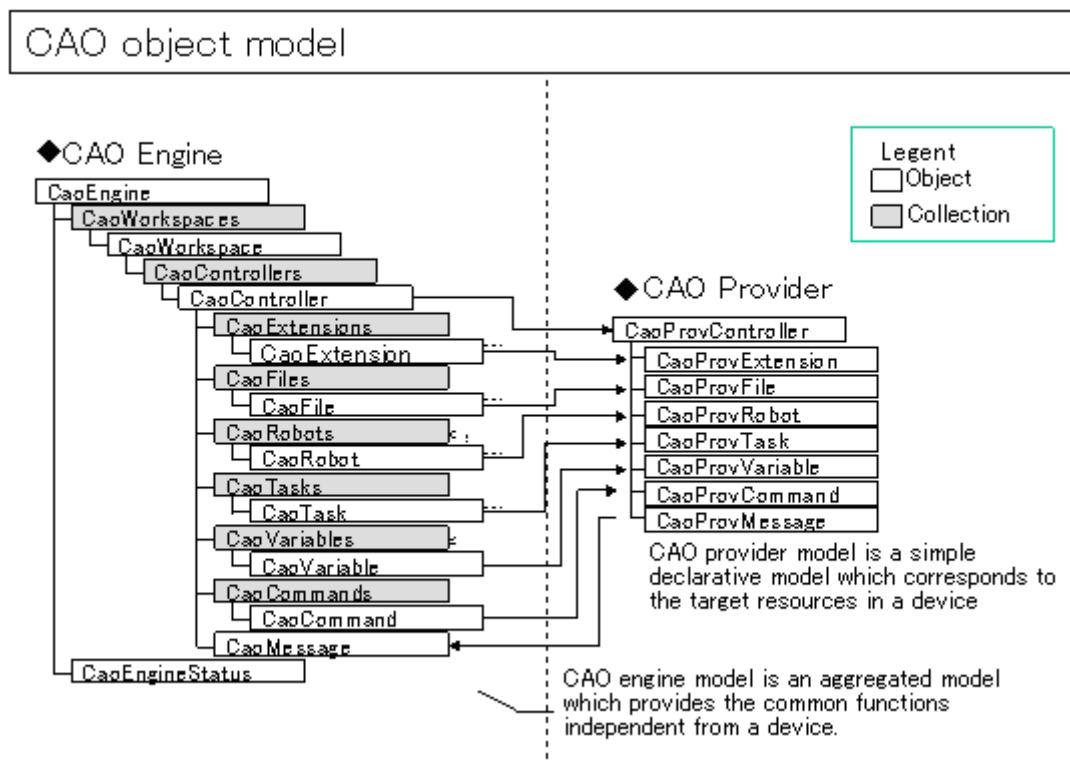 CAO object model
◆CAO Engine
CaoEngine
CaoWorkspaces
CaoWorkspace
CaoControllers
CaoController
CaoExtensions
CaoExtension
CaoFiles
CaoFile
CaoRobots
CaoRobot
CaoTasks
CaoTask
CaoVariables
CaoVariable
CaoCommands
CaoCommand
CaoMessage
CaoEngineStatus
Legent
Object
Collection
◆CAO Provider
CaoProvController
CaoProvExtension
CaoProvFile
CaoProvRobot
CaoProvTask
CaoProvVariable
CaoProvCommand
CaoProvMessage
CAO provider model is a simple
declarative model which corresponds to
the target resources in a device
CAO engine model is an aggregated model
which provides the common functions
independent from a device.